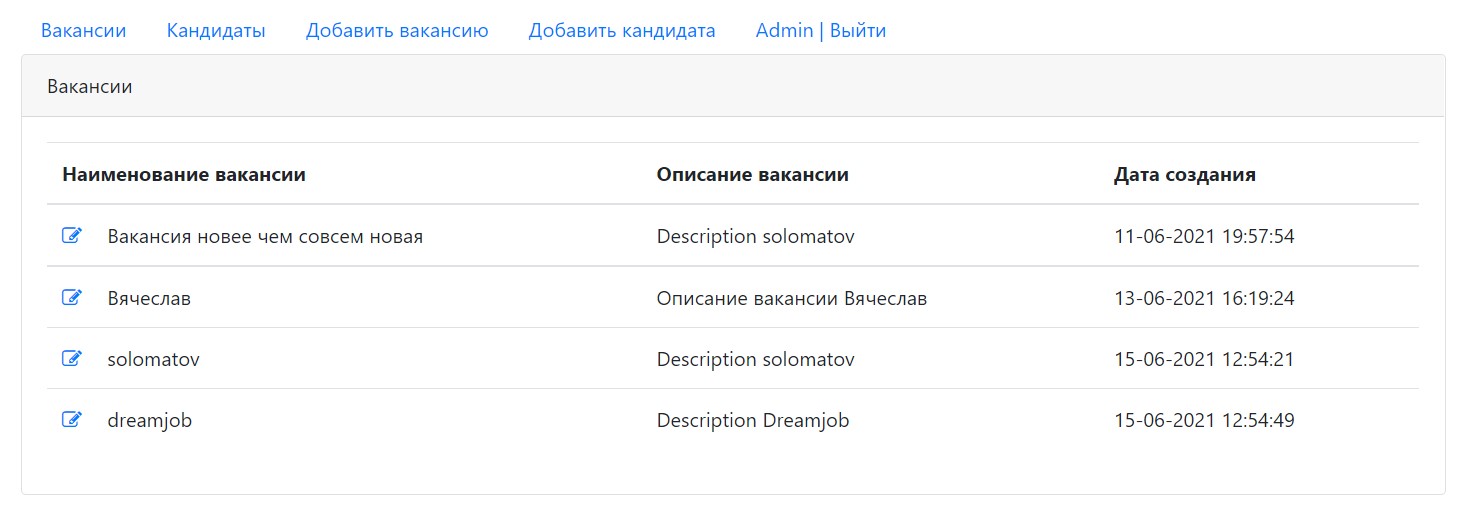 Вакансии Кандидаты Добавить вакансию Добавить кандидата Admin | Выйти
Вакансии
Наименование вакансии Описание вакансии Дата создания
Вакансия новее чем совсем новая Description solomatov 11-06-2021 19:57:54
Вячеслав Описание вакансии Вячеслав 13-06-2021 16:19:24
solomatov Description solomatov 15-06-2021 12:54:21
dreamjob Description Dreamjob 15-06-2021 12:54:49